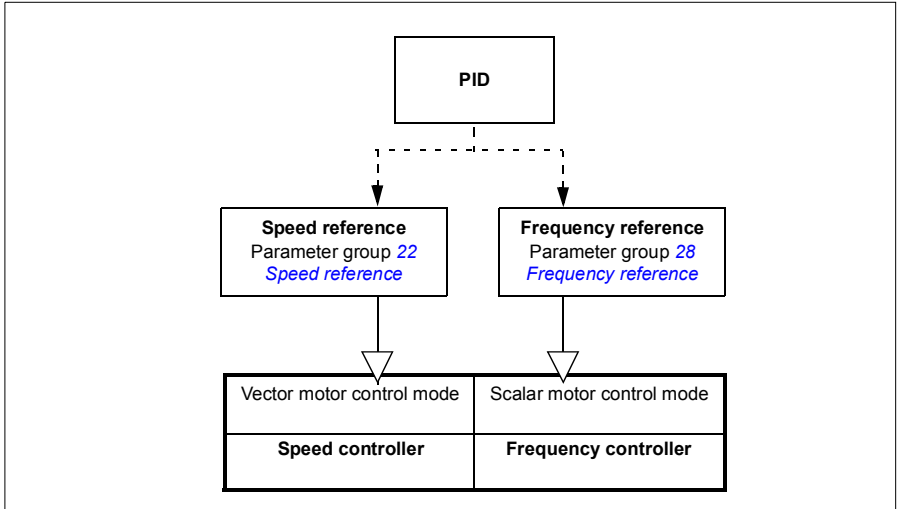 PID
Speed reference
Parameter group 22
Speed reference
Frequency reference
Parameter group 28
Frequency reference
Vector motor control mode
Scalar motor control mode
Speed controller
Frequency controller